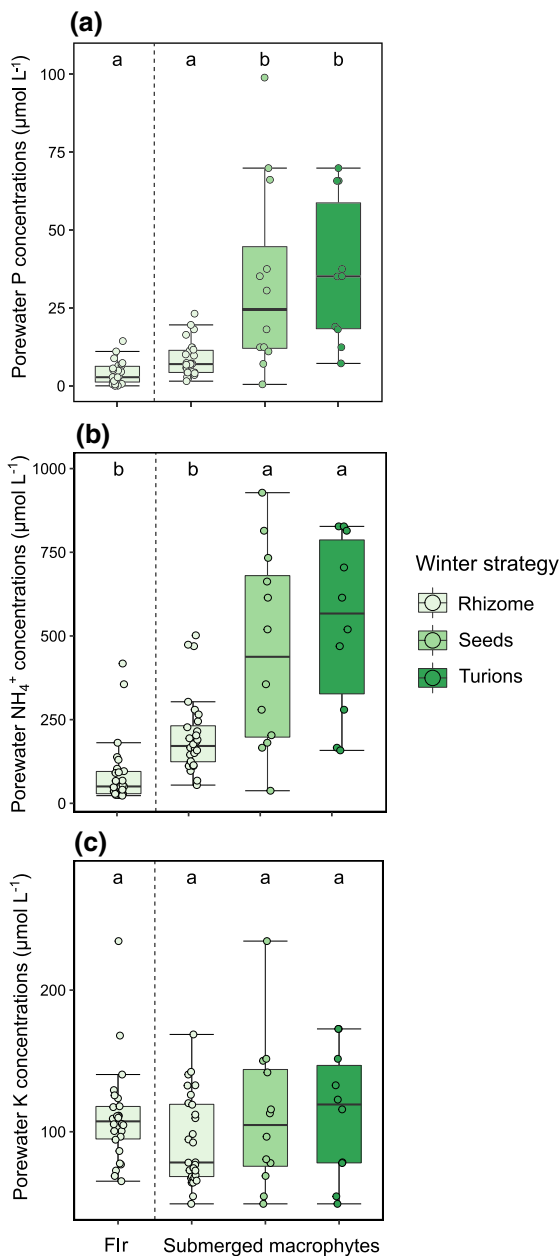 (a)
Porewater P concentrations (µmol L⁻¹)
100
75
50
25
0
a a b b
(b)
Porewater NH₄⁺ concentrations (µmol L⁻¹)
1000
750
500
250
0
b b a a
Winter strategy
Rhizome
Seeds
Turions
(c)
Porewater K concentrations (µmol L⁻¹)
200
100
a a a a
Flr Submerged macrophytes